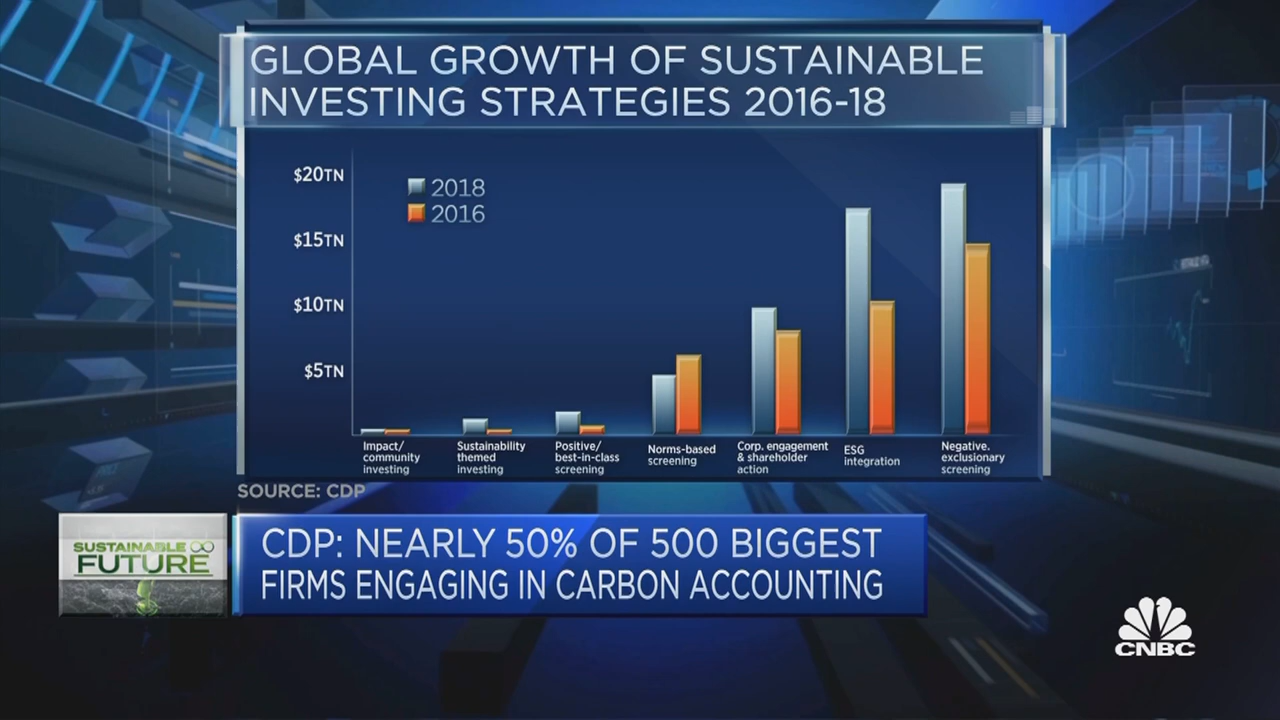 GLOBAL GROWTH OF SUSTAINABLE
INVESTING STRATEGIES 2016-18
$20TN
$15TN
$10TN
$5TN
2018
2016
Impact/
community
investing
Sustainability
themed
investing
Positive/
best-in-class
screening
Norms-based
screening
Corp. engagement
& shareholder
action
ESG
integration
Negative.
exclusionary
screening
SOURCE: CDP
SUSTAINABLE
FUTURE
CDP: NEARLY 50% OF 500 BIGGEST
FIRMS ENGAGING IN CARBON ACCOUNTING
CNBC